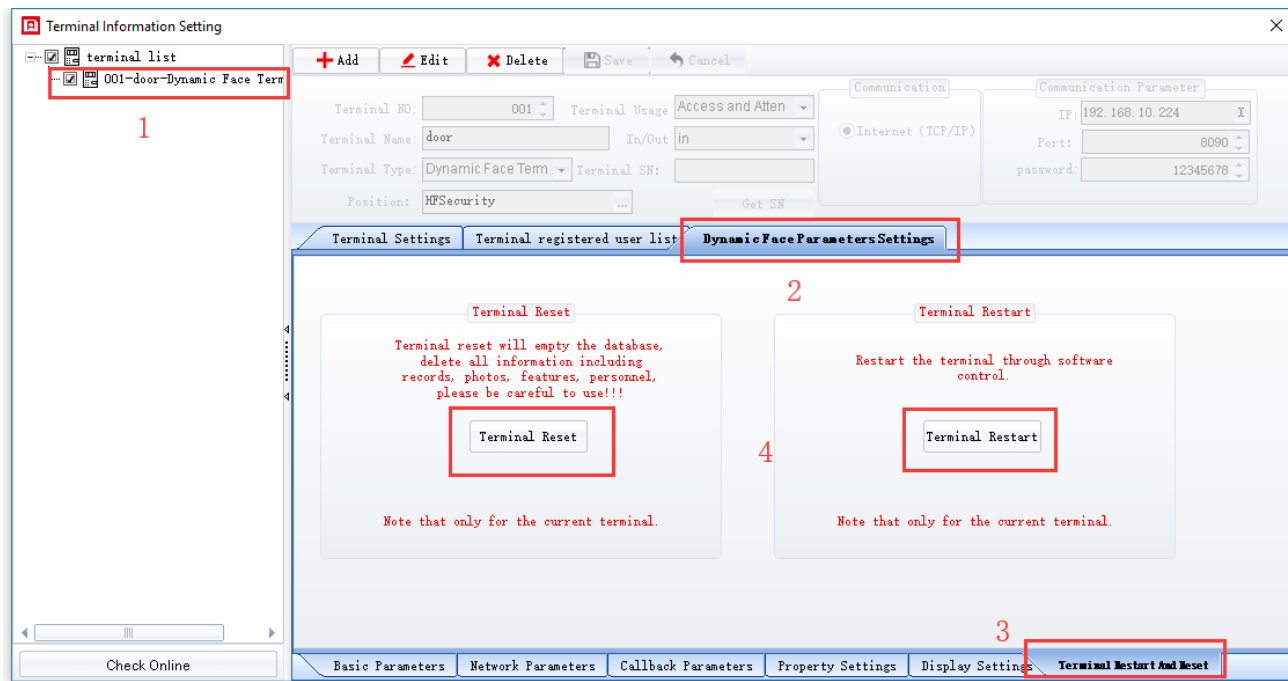 Terminal Information Setting
terminal list
001-door-Dynamic Face Term
1
Add
Edit
Delete
Save
Cancel
Terminal NO:
001
Terminal Usage
Access and Atten
Terminal Name:
door
In/Out
in
Terminal Type:
Dynamic Face Term
Terminal SN:
Position:
HFSecurity
...
Get SN
Communication
Internet (TCP/IP)
Communication Parameter
IP:
192.168.10.224
Port:
8090
password:
12345678
Terminal Settings
Terminal registered user list
Dynamic Face Parameters Settings
2
Terminal Reset
Terminal reset will empty the database,
delete all information including
records, photos, features, personnel,
please be careful to use!!!
Terminal Reset
Note that only for the current terminal.
4
Terminal Restart
Restart the terminal through software
control.
Terminal Restart
Note that only for the current terminal.
3
Check Online
Basic Parameters
Network Parameters
Callback Parameters
Property Settings
Display Settings
Terminal Restart And Reset